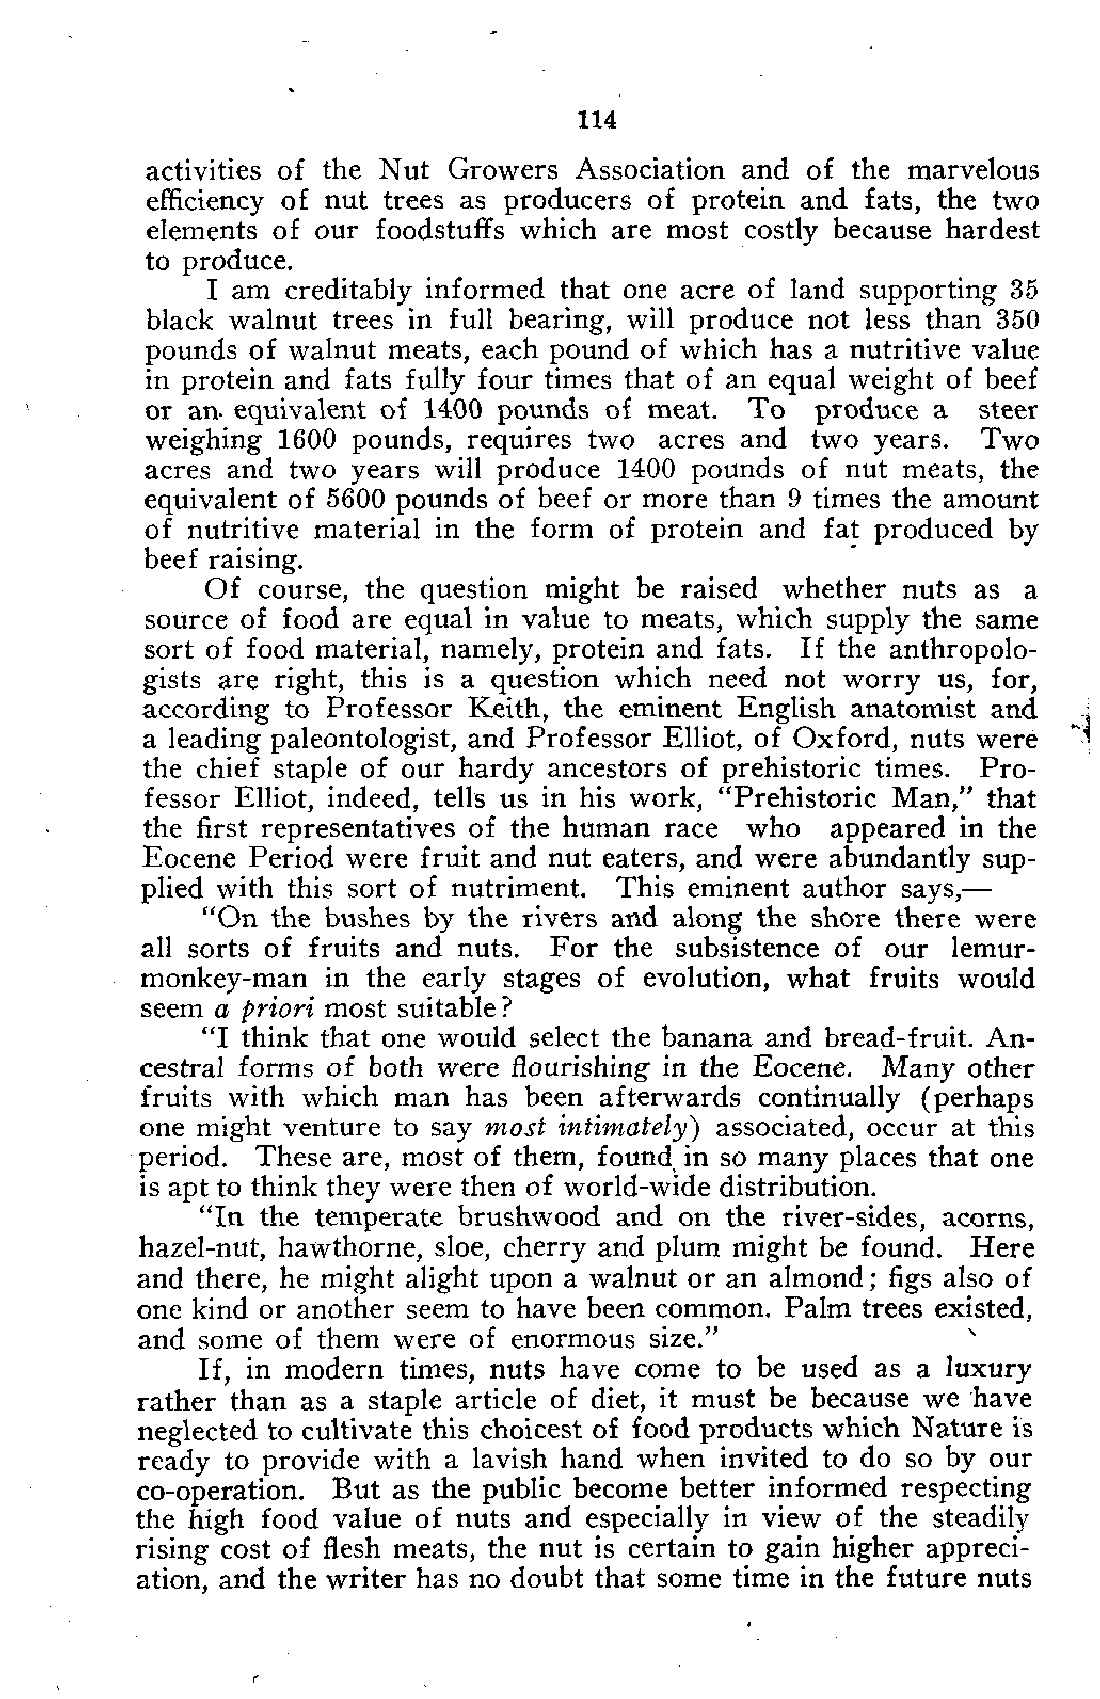 114
activities of the Nut Growers Association and of the marvelous
efficiency of nut trees as producers of protein and fats, the two
elements of our foodstuffs which are most costly because hardest
to produce.
I am creditably informed that one acre of land supporting 35
black walnut trees in full bearing, will produce not less than 350
pounds of walnut meats, each pound of which has a nutritive value
in protein and fats fully four times that of an equal weight of beef
or an equivalent of 1400 pounds of meat. To produce a steer
weighing 1600 pounds, requires two acres and two years. Two
acres and two years will produce 1400 pounds of nut meats, the
equivalent of 5600 pounds of beef or more than 9 times the amount
of nutritive material in the form of protein and fat produced by
beef raising.
Of course, the question might be raised whether nuts as a
source of food are equal in value to meats, which supply the same
sort of food material, namely, protein and fats. If the anthropolo-
gists are right, this is a question which need not worry us, for,
according to Professor Keith, the eminent English anatomist and
a leading paleontologist, and Professor Elliot, of Oxford, nuts were
the chief staple of our hardy ancestors of prehistoric times. Pro-
fessor Elliot, indeed, tells us in his work, "Prehistoric Man," that
the first representatives of the human race who appeared in the
Eocene Period were fruit and nut eaters, and were abundantly sup-
plied with this sort of nutriment. This eminent author says,—
"On the bushes by the rivers and along the shore there were
all sorts of fruits and nuts. For the subsistence of our lemur-
monkey-man in the early stages of evolution, what fruits would
seem a priori most suitable?
"I think that one would select the banana and bread-fruit. An-
cestral forms of both were flourishing in the Eocene. Many other
fruits with which man has been afterwards continually (perhaps
one might venture to say most intimately) associated, occur at this
period. These are, most of them, found in so many places that one
is apt to think they were then of world-wide distribution.
"In the temperate brushwood and on the river-sides, acorns,
hazel-nut, hawthorne, sloe, cherry and plum might be found. Here
and there, he might alight upon a walnut or an almond; figs also of
one kind or another seem to have been common. Palm trees existed,
and some of them were of enormous size."
If, in modern times, nuts have come to be used as a luxury
rather than as a staple article of diet, it must be because we have
neglected to cultivate this choicest of food products which Nature is
ready to provide with a lavish hand when invited to do so by our
co-operation. But as the public become better informed respecting
the high food value of nuts and especially in view of the steadily
rising cost of flesh meats, the nut is certain to gain higher appreci-
ation, and the writer has no doubt that some time in the future nuts